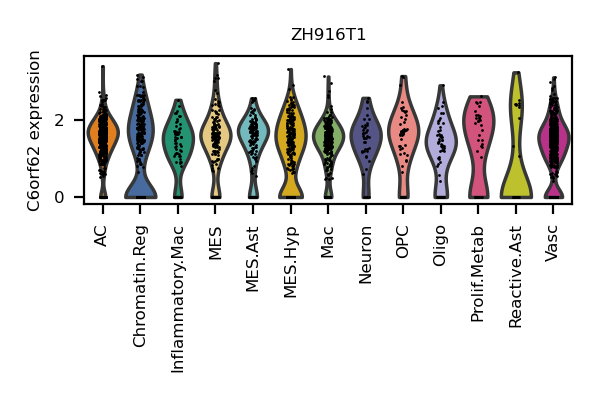 ZH916T1
C6orf62 expression
2
0
AC
Chromatin.Reg
Inflammatory.Mac
MES
MES.Ast
MES.Hyp
Mac
Neuron
OPC
Oligo
Prolif.Metab
Reactive.Ast
Vasc